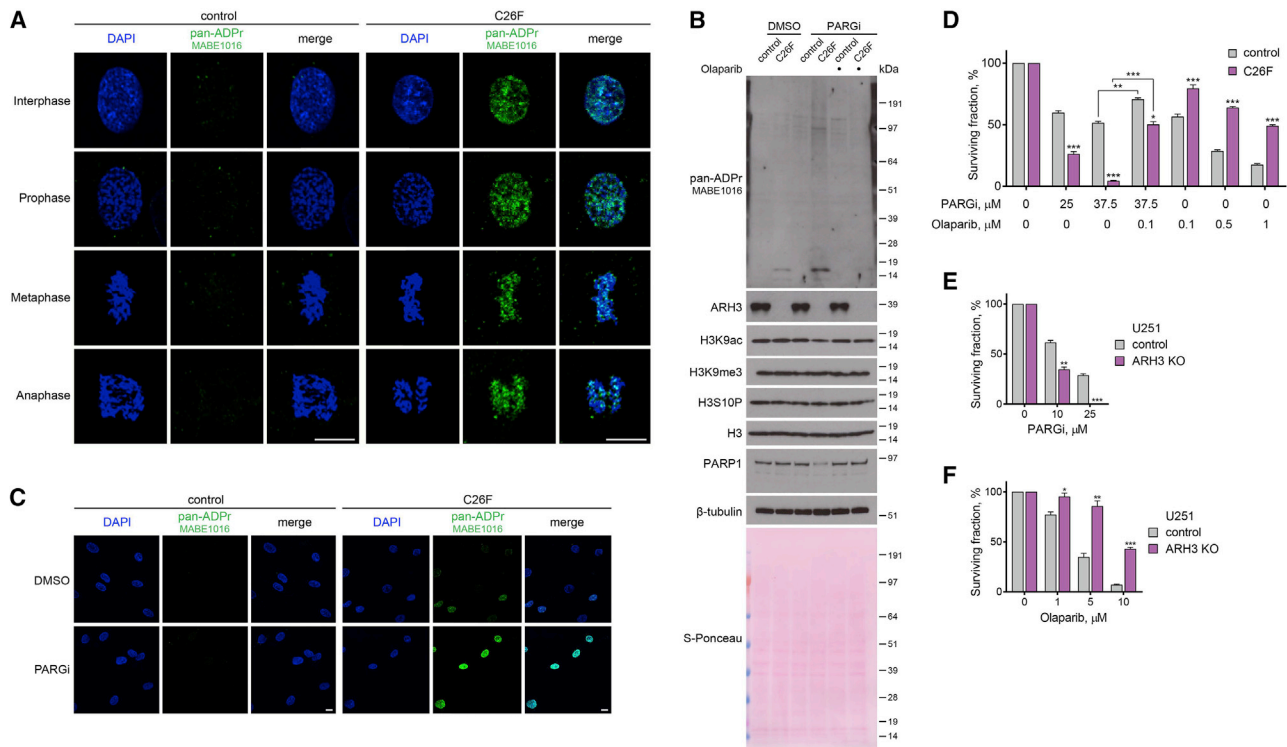 A
control
C26F
DAPI
pan-ADPr
MABE1016
merge
DAPI
pan-ADPr
MABE1016
merge
Interphase
Prophase
Metaphase
Anaphase
B
DMSO
PARGi
control
C26F
control
C26F
control
C26F
Olaparib
• •
kDa
pan-ADPr
MABE1016
191
97
64
51
39
28
19
14
ARH3
39
H3K9ac
19
14
H3K9me3
19
14
H3S10P
19
14
H3
19
14
PARP1
97
β-tubulin
51
S-Ponceau
191
97
64
51
39
28
19
14
C
control
C26F
DAPI
pan-ADPr
MABE1016
merge
DAPI
pan-ADPr
MABE1016
merge
DMSO
PARGi
D
Surviving fraction, %
100
50
0
control
C26F
***
***
**
***
*
***
***
***
PARGi, μM 0 25 37.5 37.5 0 0 0
Olaparib, μM 0 0 0 0.1 0.1 0.5 1
E
Surviving fraction, %
100
50
0
U251
control
ARH3 KO
**
***
0 10 25
PARGi, μM
F
Surviving fraction, %
100
50
0
U251
control
ARH3 KO
*
**
***
0 1 5 10
Olaparib, μM